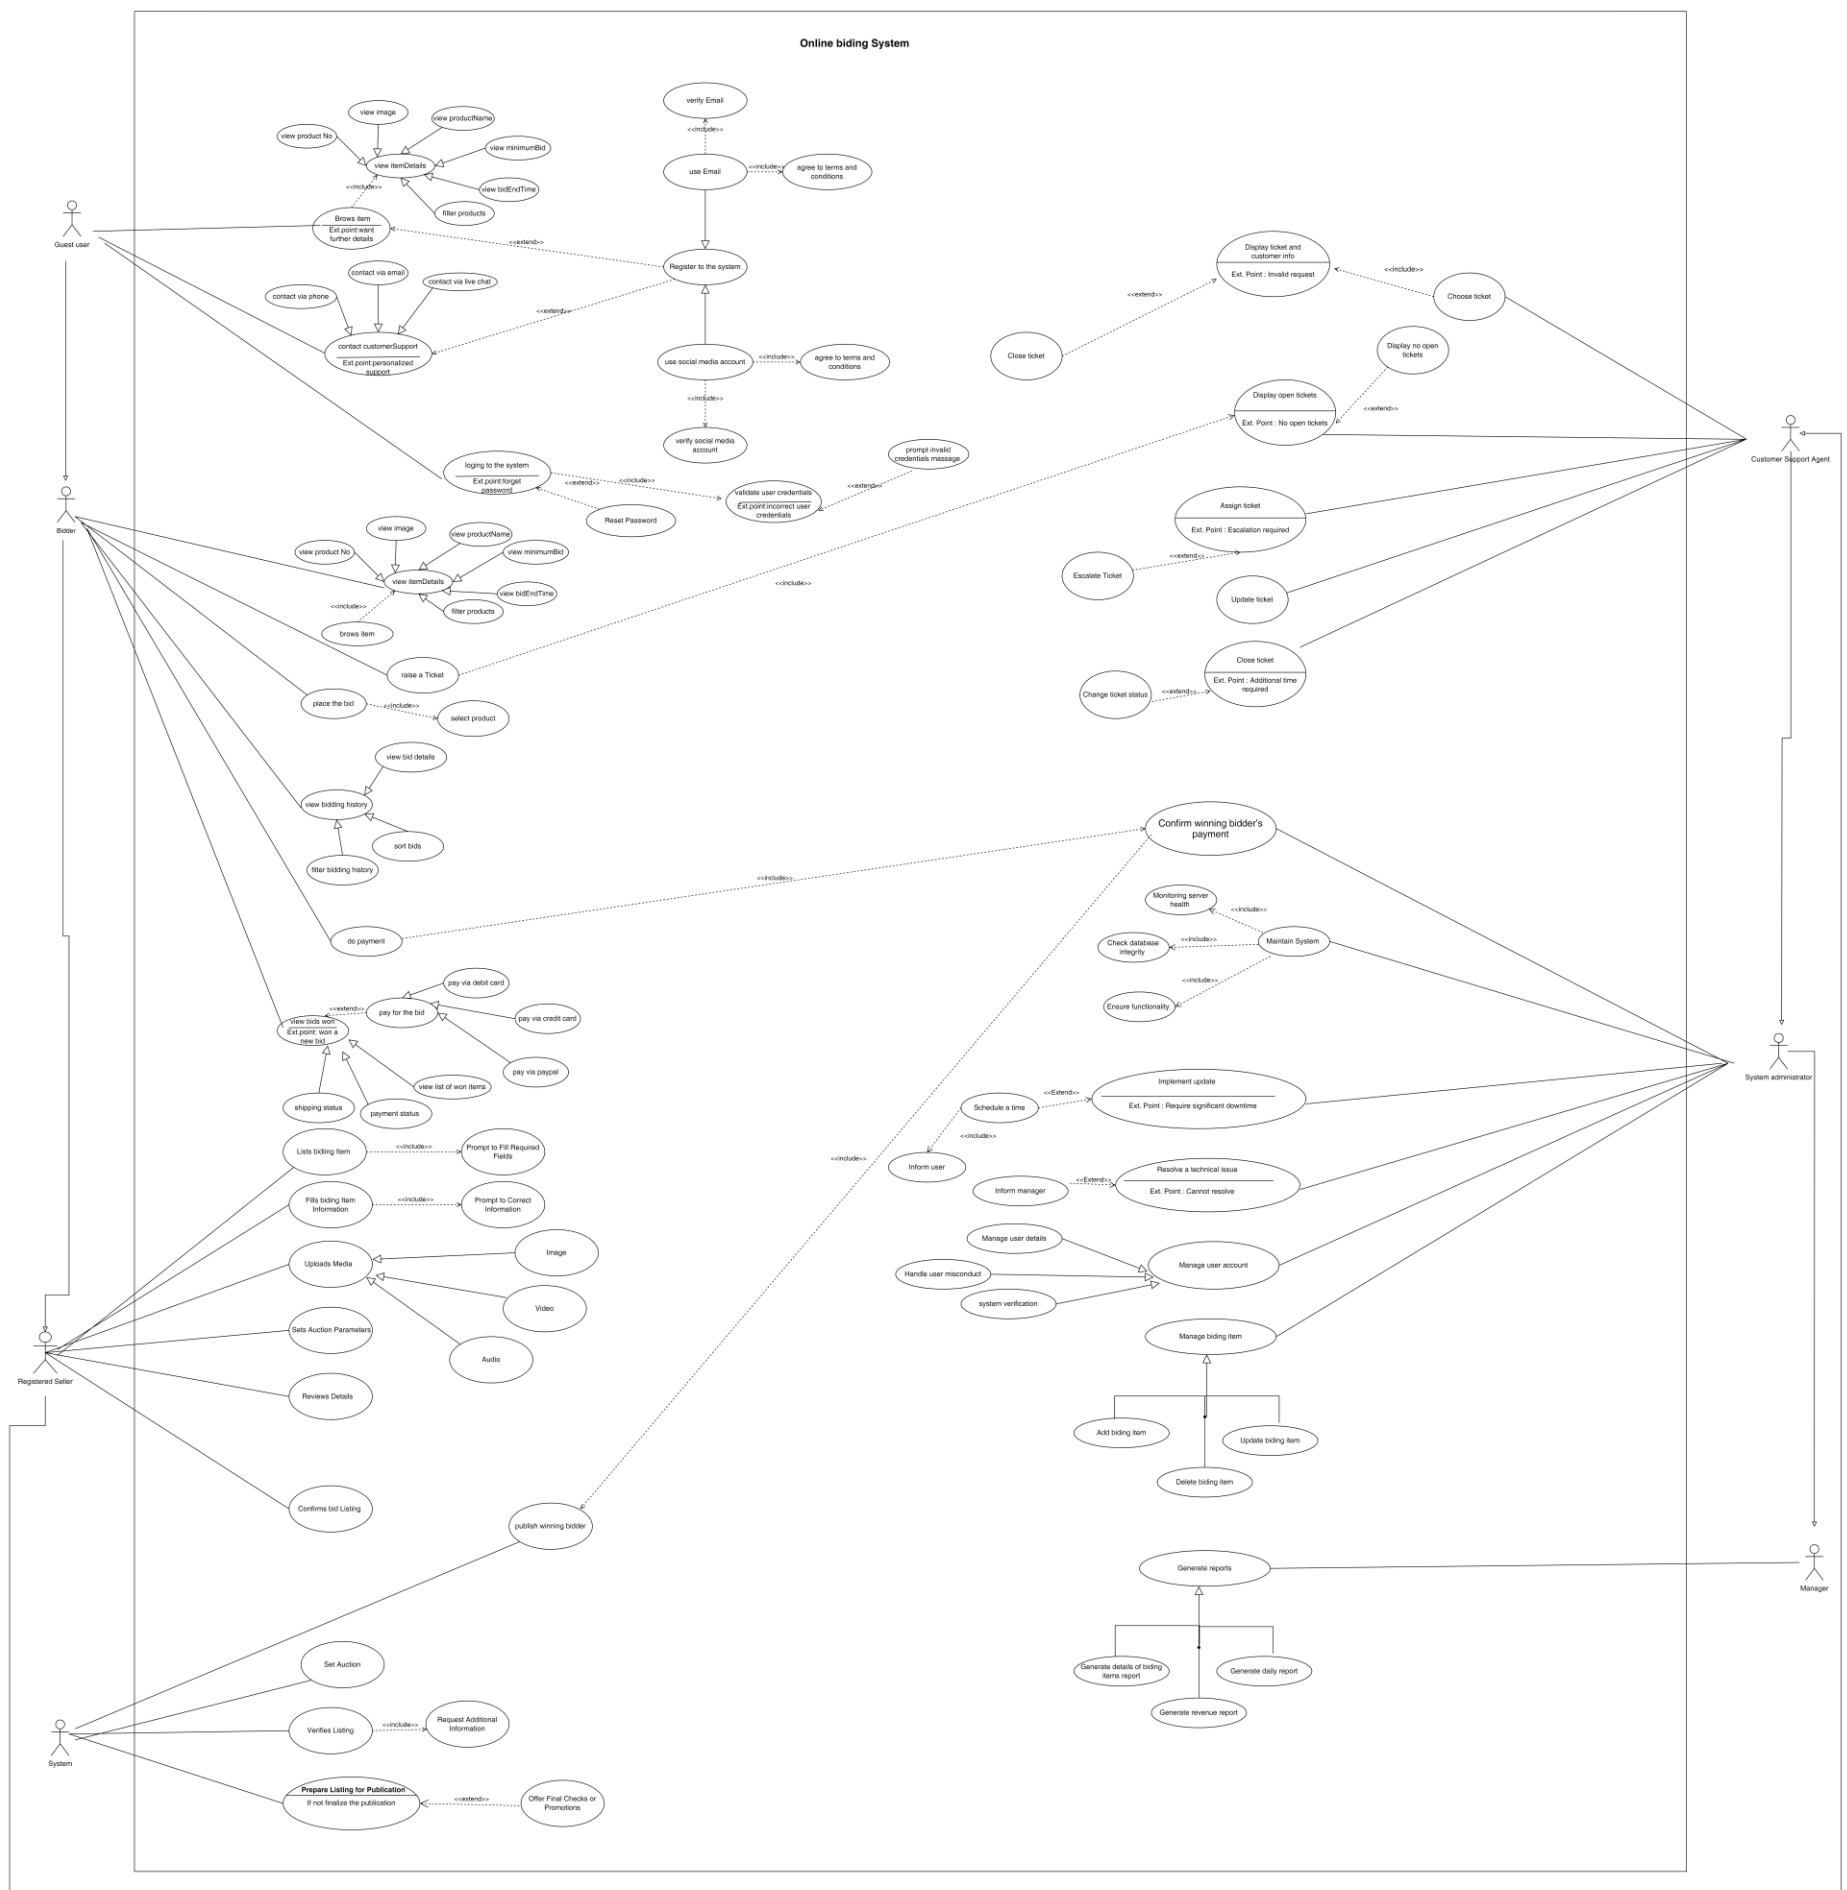 Online biding System
verify Email
<<include>>
use Email
<<include>>
agree to terms and
conditions
view image
view productName
view product No
view minimumBid
view itemDetails
<<include>>
view bidEndTime
filter products
Guest user
Brows item
Ext.point:want
further details
<<extend>>
Register to the system
contact via email
contact via live chat
contact via phone
<<extend>>
contact customerSupport
Ext.point:personalized
support
use social media account
<<include>>
agree to terms and
conditions
<<include>>
verify social media
account
Display ticket and
customer info
Ext. Point : Invalid request
<<include>>
Choose ticket
<<extend>>
Close ticket
Display no open
tickets
Display open tickets
Ext. Point : No open tickets
<<extend>>
Customer Support Agent
loging to the system
Ext.point:forget
password
<<extend>>
<<include>>
Reset Password
prompt invalid
credentials massage
<<extend>>
validate user credentials
Ext.point:incorrect user
credentials
Bidder
view image
view productName
view product No
view minimumBid
view itemDetails
view bidEndTime
<<include>>
filter products
brows item
<<include>>
Assign ticket
Ext. Point : Escalation required
<<extend>>
Escalate Ticket
Update ticket
raise a Ticket
place the bid
<<include>>
select product
Close ticket
Ext. Point : Additional time
required
Change ticket status
<<extend>>
view bid details
view bidding history
sort bids
filter bidding history
Confirm winning bidder's
payment
<<include>>
do payment
Monitoring server
health
<<include>>
Check database
integrity
<<include>>
Maintain System
<<include>>
Ensure functionality
pay via debit card
<<extend>>
pay for the bid
pay via credit card
view bids won
Ext.point: won a
new bid
pay via paypal
view list of won items
shipping status
payment status
System administrator
Implement update
Ext. Point : Require significant downtime
<<Extend>>
Schedule a time
<<include>>
Inform user
<<include>>
Resolve a technical issue
Ext. Point : Cannot resolve
<<Extend>>
Inform manager
Lists bidiing Item
<<include>>
Prompt to Fill Required
Fields
Fills biding Item
Information
<<include>>
Prompt to Correct
Information
Uploads Media
Image
Video
Audio
Sets Auction Parameters
Registered Seller
Reviews Details
Confirms bid Listing
Manage user details
Handle user misconduct
system verification
Manage user account
Manage biding item
Add biding item
Update biding item
Delete biding item
publish winning bidder
Generate reports
Manager
Generate details of biding
items report
Generate daily report
Generate revenue report
Set Auction
Verifies Listing
<<include>>
Request Additional
Information
System
Prepare Listing for Publication
If not finalize the publication
<<extend>>
Offer Final Checks or
Promotions